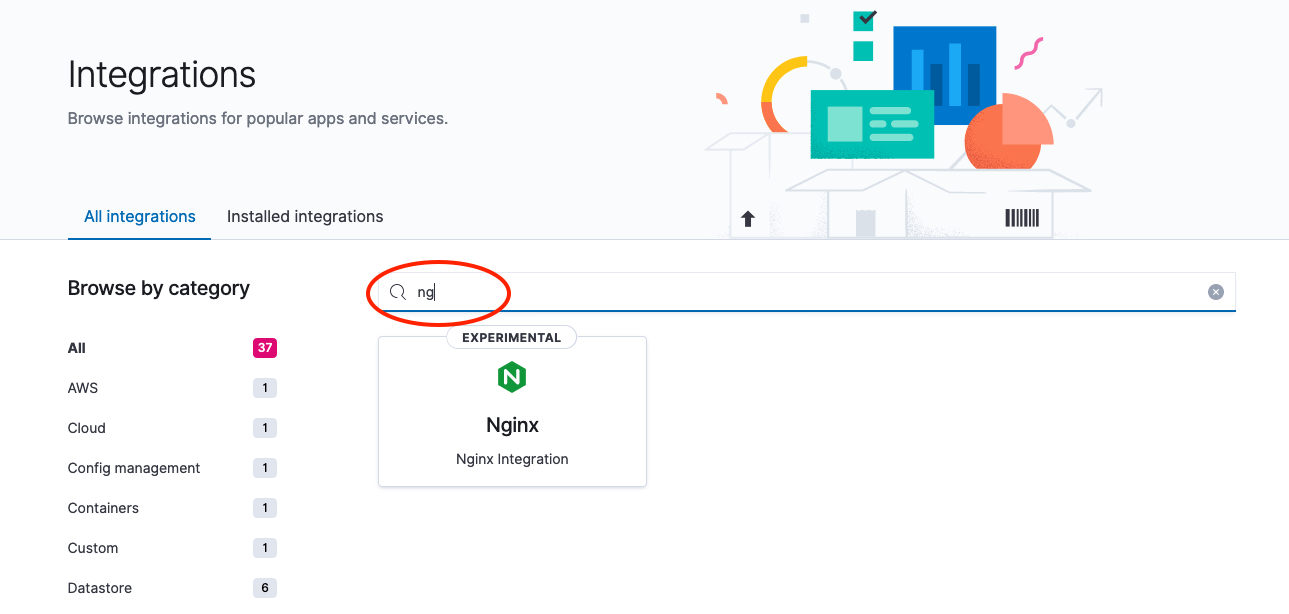 Integrations
Browse integrations for popular apps and services.
All integrations
Installed integrations
Browse by category
ng
All 37
AWS 1
Cloud 1
Config management 1
Containers 1
Custom 1
Datastore 6
EXPERIMENTAL
N
Nginx
Nginx Integration